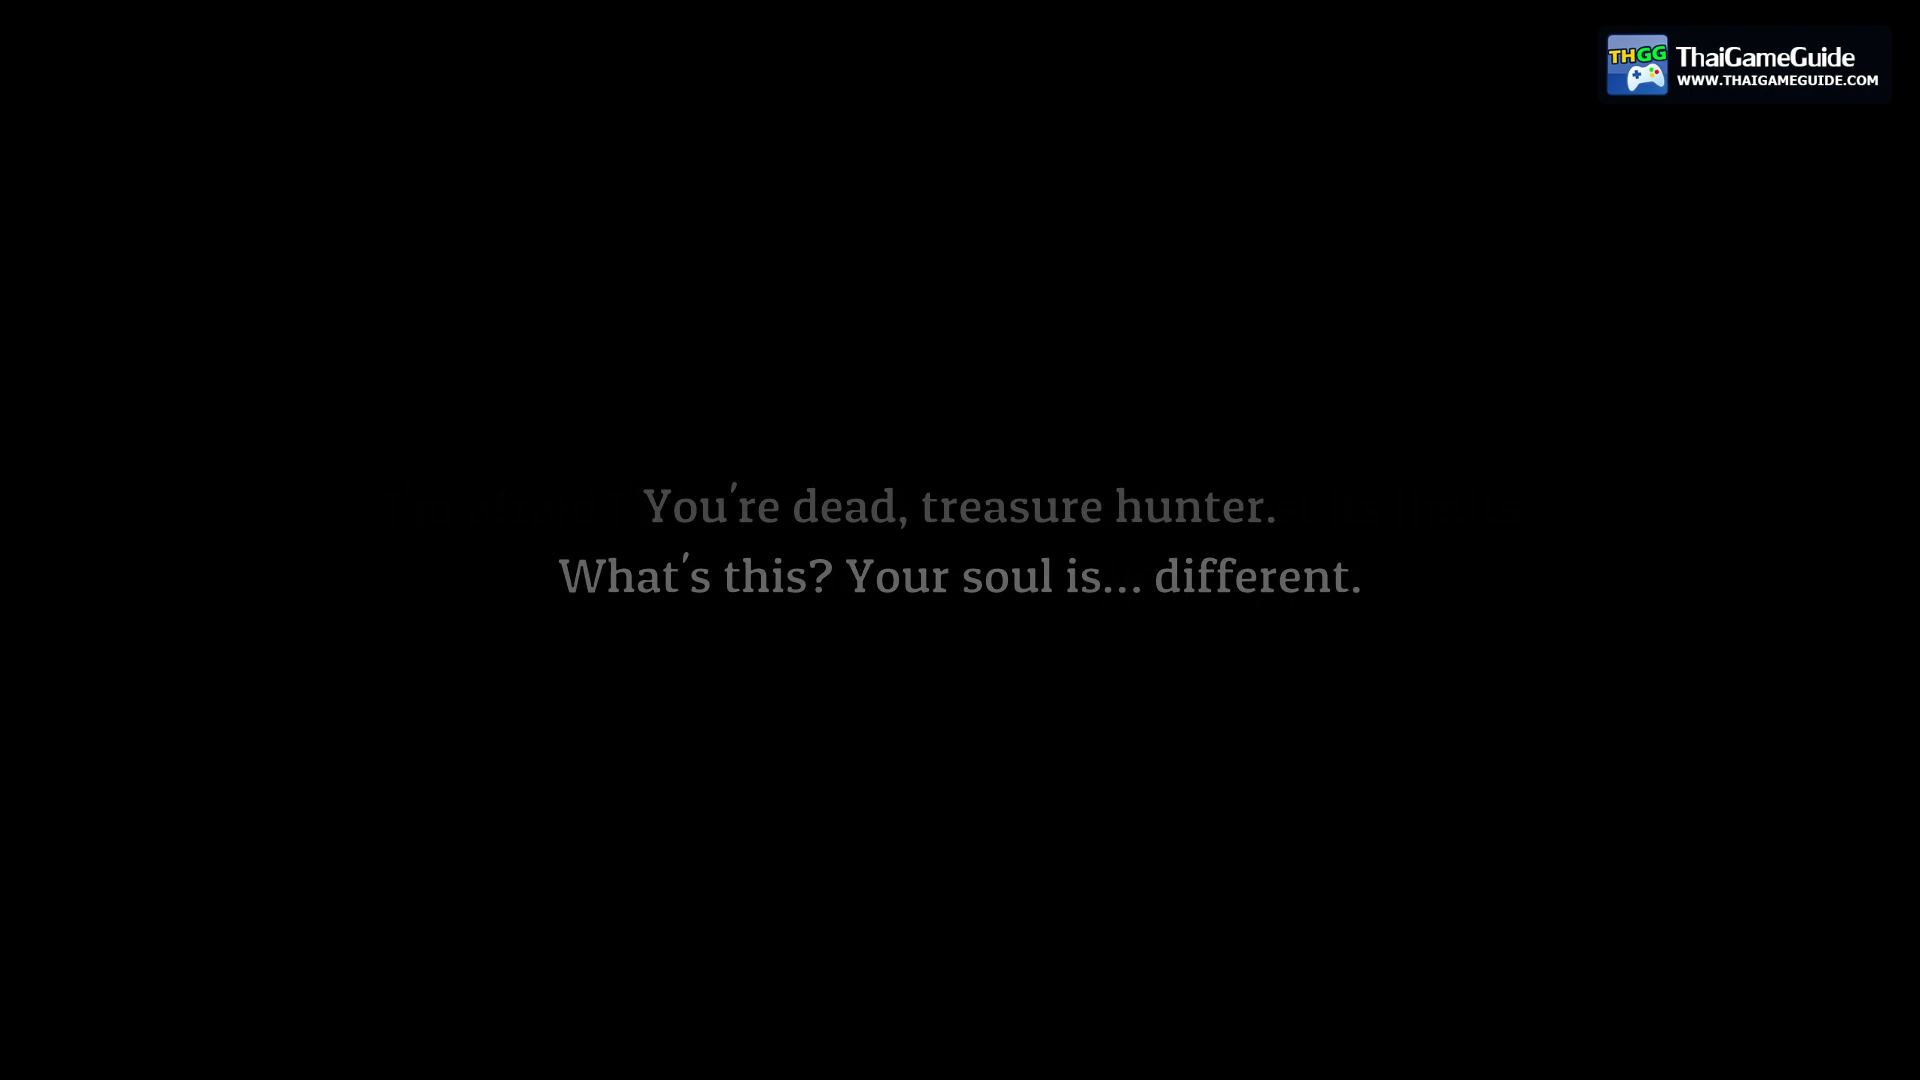 THGG
ThaiGameGuide
WWW.THAIGAMEGUIDE.COM
You're dead, treasure hunter.
What's this? Your soul is... different.